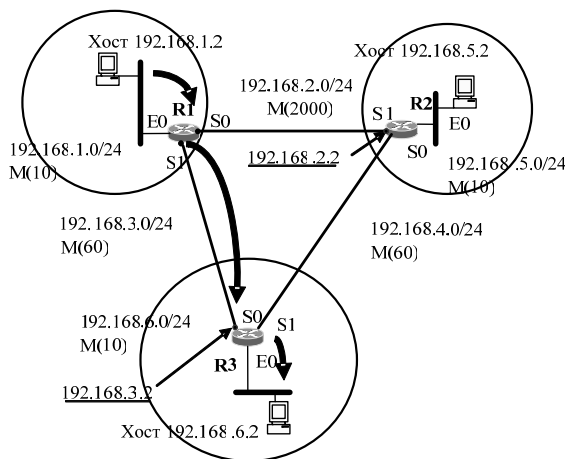 Хост 192.168.1.2
Хост 192.168.5.2
192.168.2.0/24
M(2000)
R1
R2
S0
S1
E0
E0
S1
S0
192.168.2.2
192.168.1.0/24
M(10)
192.168.5.0/24
M(10)
192.168.3.0/24
M(60)
192.168.4.0/24
M(60)
192.168.6.0/24
M(10)
S0
S1
R3
E0
192.168.3.2
Хост 192.168.6.2